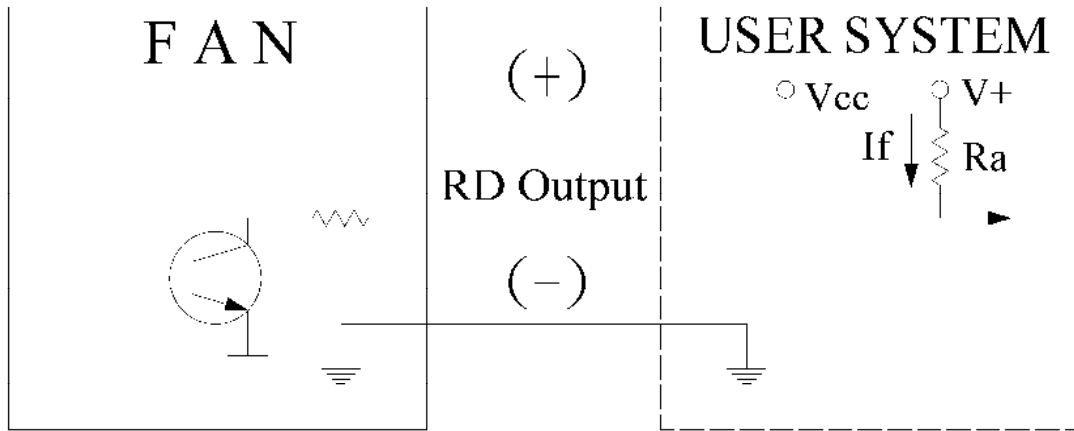 F A N
(+)
RD Output
(−)
USER SYSTEM
Vcc
V+
If
Ra